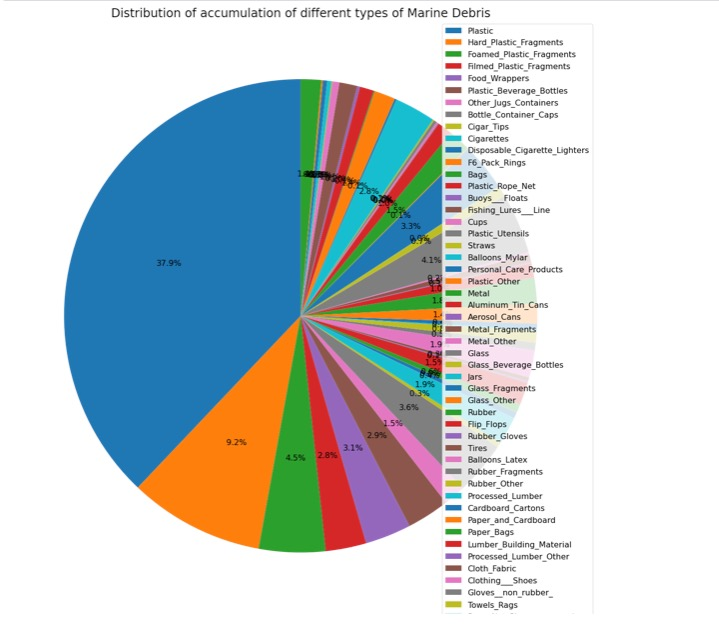 Distribution of accumulation of different types of Marine Debris
Plastic
Hard_Plastic_Fragments
Foamed_Plastic_Fragments
Filmed_Plastic_Fragments
Food_Wrappers
Plastic_Beverage_Bottles
Other_Jugs_Containers
Bottle_Container_Caps
Cigar_Tips
Cigarettes
Disposable_Cigarette_Lighters
F6_Pack_Rings
Bags
Plastic_Rope_Net
Buoys___Floats
Fishing_Lures___Line
Cups
Plastic_Utensils
Straws
Balloons_Mylar
Personal_Care_Products
Plastic_Other
Metal
Aluminum_Tin_Cans
Aerosol_Cans
Metal_Fragments
Metal_Other
Glass
Glass_Beverage_Bottles
Jars
Glass_Fragments
Glass_Other
Rubber
Flip_Flops
Rubber_Gloves
Tires
Balloons_Latex
Rubber_Fragments
Rubber_Other
Processed_Lumber
Cardboard_Cartons
Paper_and_Cardboard
Paper_Bags
Lumber_Building_Material
Processed_Lumber_Other
Cloth_Fabric
Clothing___Shoes
Gloves__non_rubber_
Towels_Rags
37.9%
9.2%
4.5%
2.8%
3.1%
2.9%
1.5%
3.6%
0.3%
1.9%
1.5%
1.9
4.1%
3.3%
0.1%
1.5%
2.8%